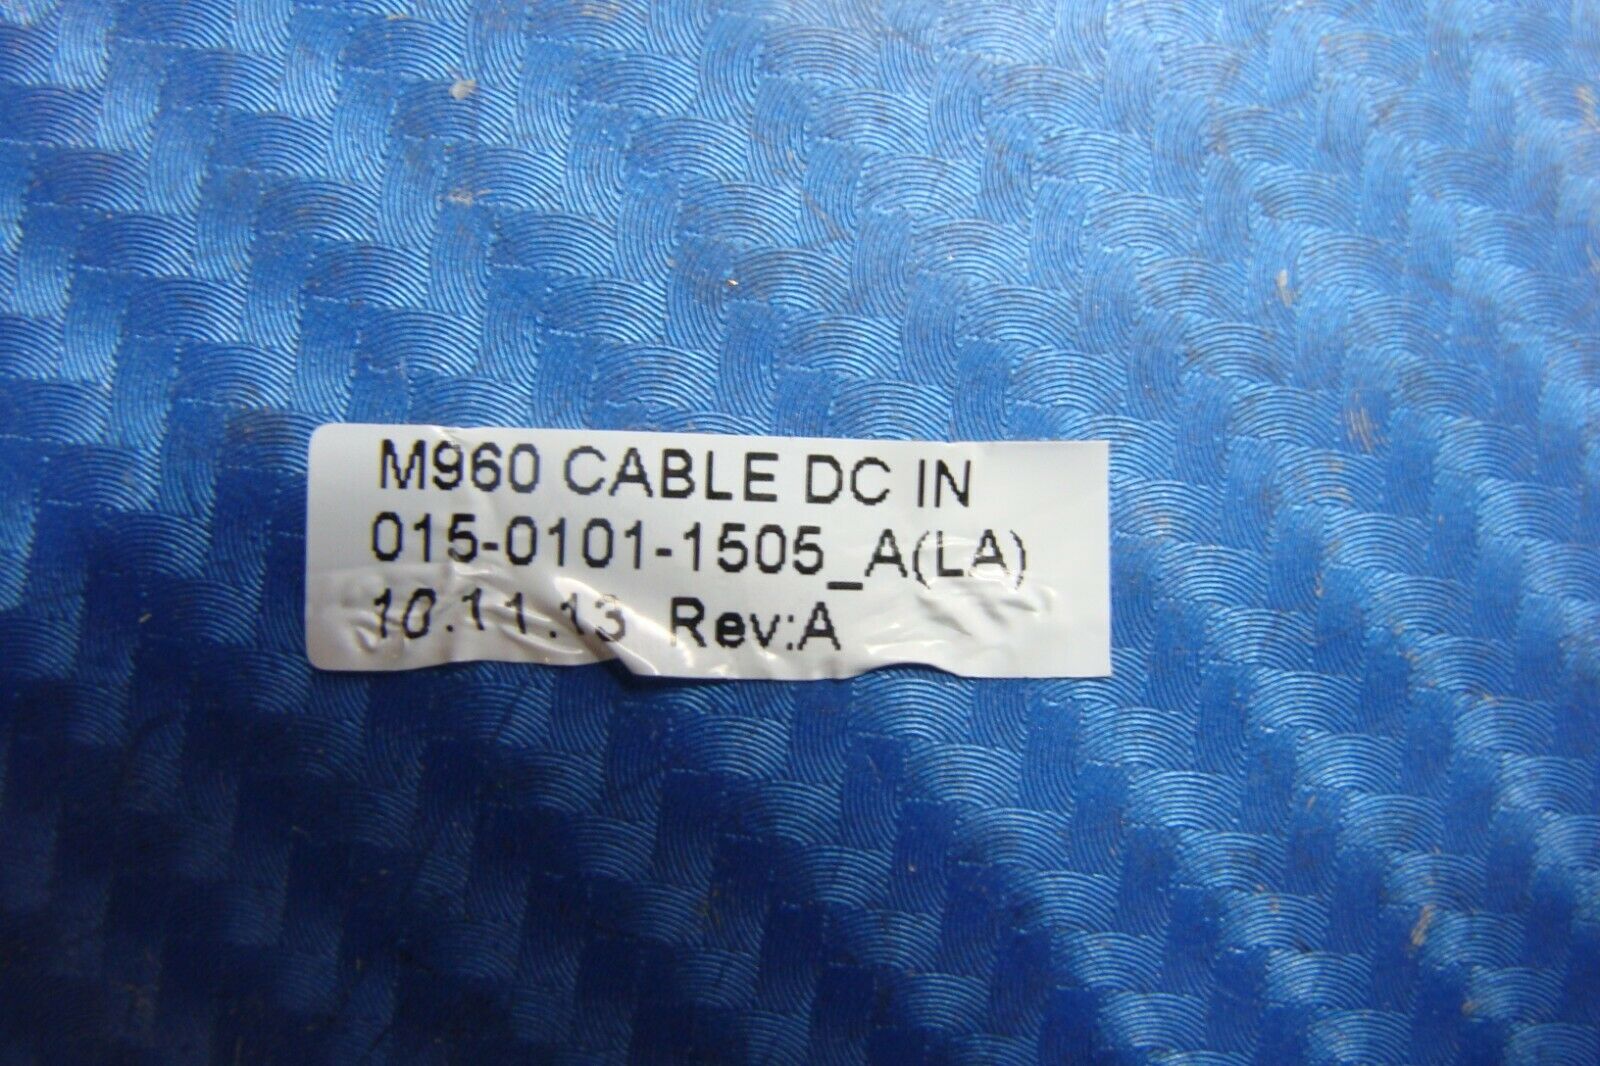 M960 CABLE DC IN
015-0101-1505_A(LA)
10.11.13 Rev:A